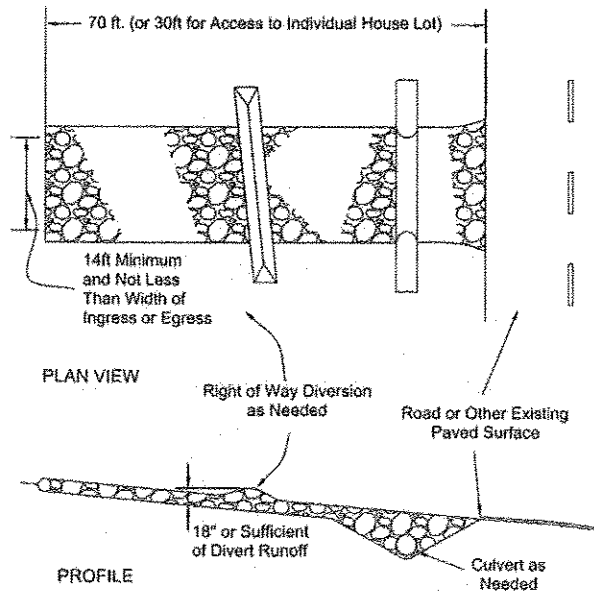 70 ft. (or 30ft for Access to Individual House Lot)
14ft Minimum
and Not Less
Than Width of
Ingress or Egress
PLAN VIEW
Right of Way Diversion
as Needed
Road or Other Existing
Paved Surface
18" or Sufficient
of Divert Runoff
Culvert as
Needed
PROFILE